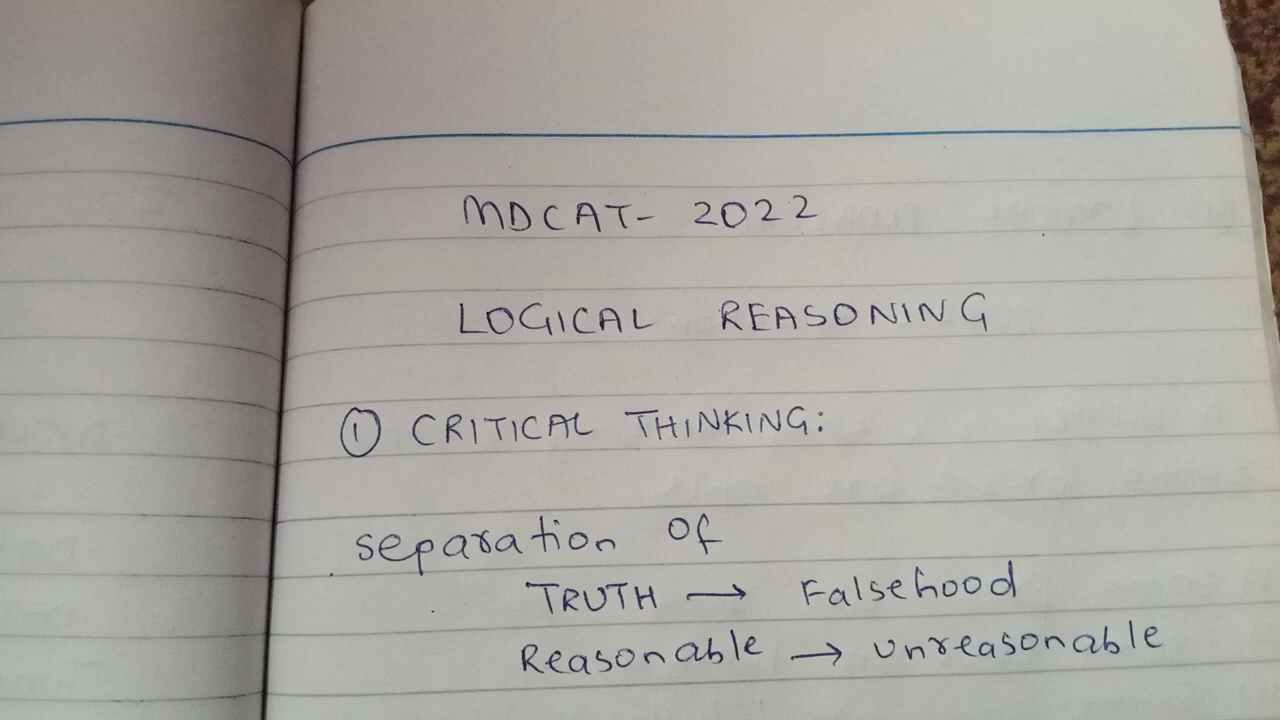 MDCAT- 2022
LOGICAL REASONING
① CRITICAL THINKING:
separation of
TRUTH → Falsehood
Reasonable → unreasonable